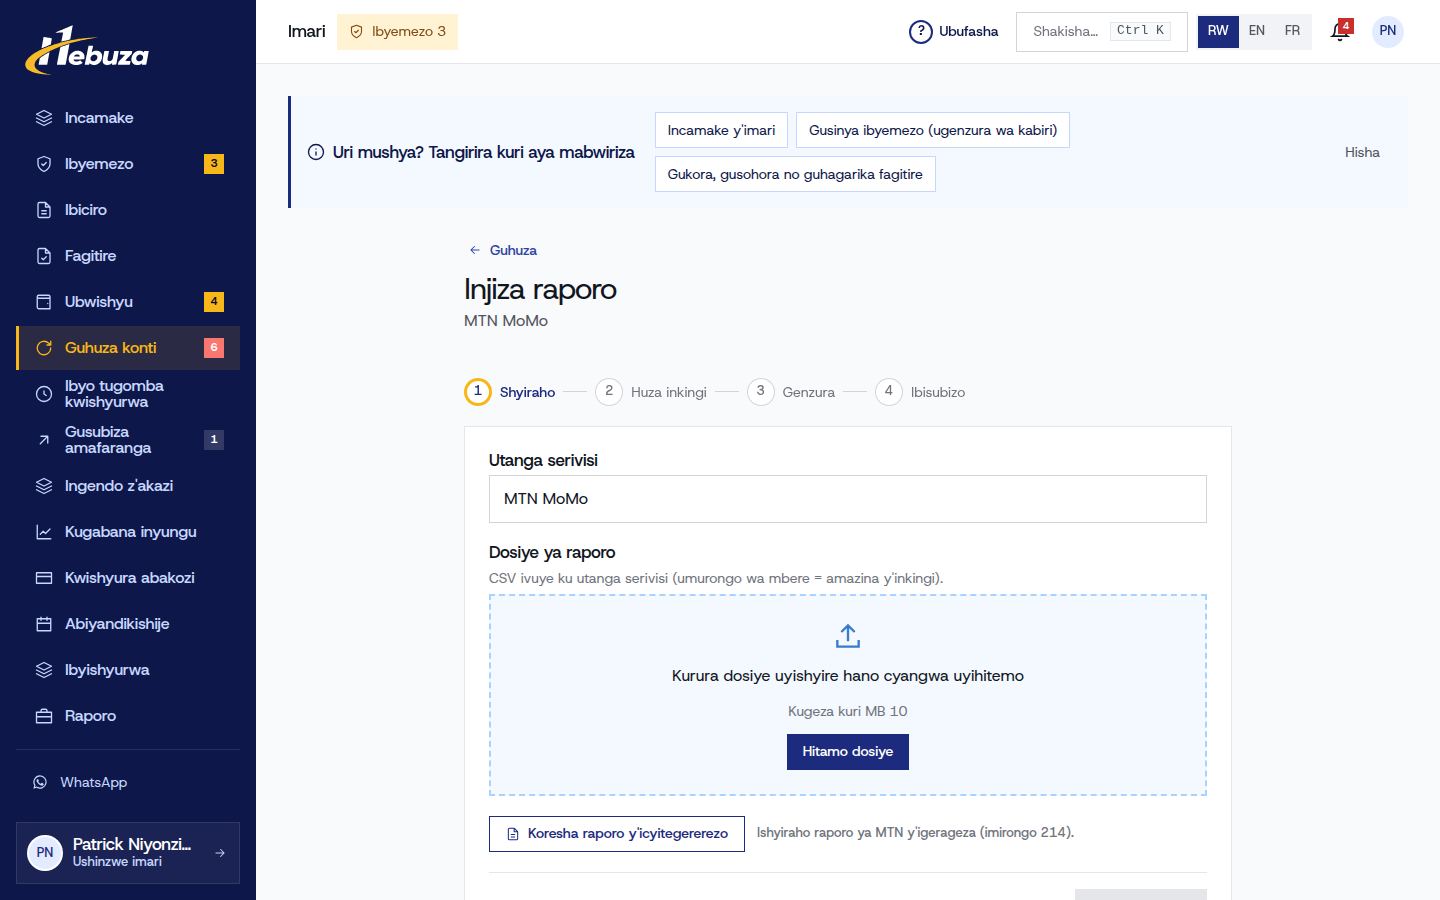 Hebuza
Incamake
Ibyemezo 3
Ibiciro
Fagitire
Ubwishyu 4
Guhuza konti 6
Ibyo tugomba
kwishyurwa
Gusubiza
amafaranga 1
Ingendo z'akazi
Kugabana inyungu
Kwishyura abakozi
Abiyandikishije
Ibyishyurwa
Raporo
WhatsApp
PN Patrick Niyonzi...
Ushinzwe imari
Imari Ibyemezo 3
? Ubufasha Shakisha... Ctrl K RW EN FR 4 PN
Uri mushya? Tangirira kuri aya mabwiriza
Incamake y'imari Gusinya ibyemezo (ugenzura wa kabiri)
Gukora, gusohora no guhagarika fagitire
Hisha
Guhuza
Injiza raporo
MTN MoMo
1 Shyiraho 2 Huza inkingi 3 Genzura 4 Ibisubizo
Utanga serivisi
MTN MoMo
Dosiye ya raporo
CSV ivuye ku utanga serivisi (umurongo wa mbere = amazina y'inkingi).
Kurura dosiye uyishyire hano cyangwa uyihitemo
Kugeza kuri MB 10
Hitamo dosiye
Koresha raporo y'icyitegererezo Ishyiraho raporo ya MTN y'igerageza (imirongo 214).